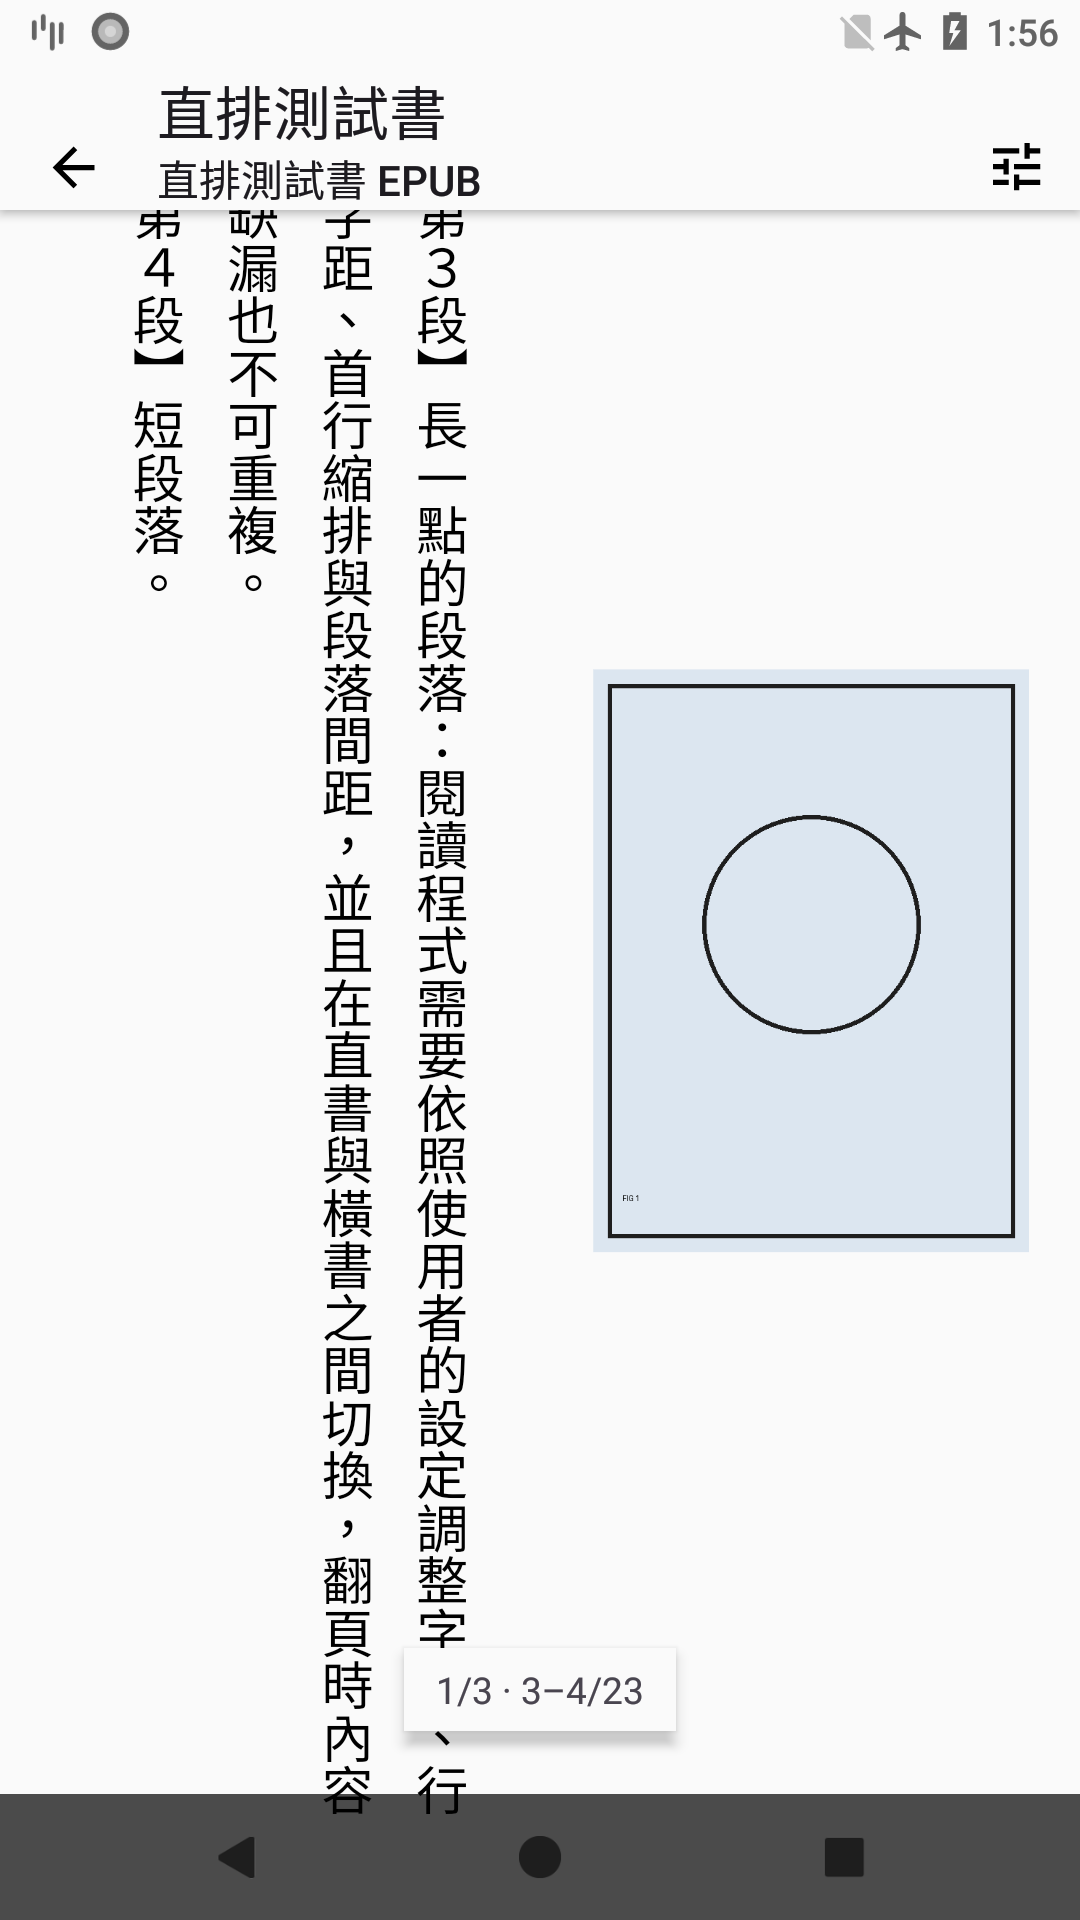 1:56
直排測試書
直排測試書 EPUB
FIG 1
第３段】長一點的段落：閱讀程式需要依照使用者的設定調整字、行
字距、首行縮排與段落間距，並且在直書與橫書之間切換，翻頁時內容
缺漏也不可重複。
第４段】短段落。
1/3 · 3–4/23